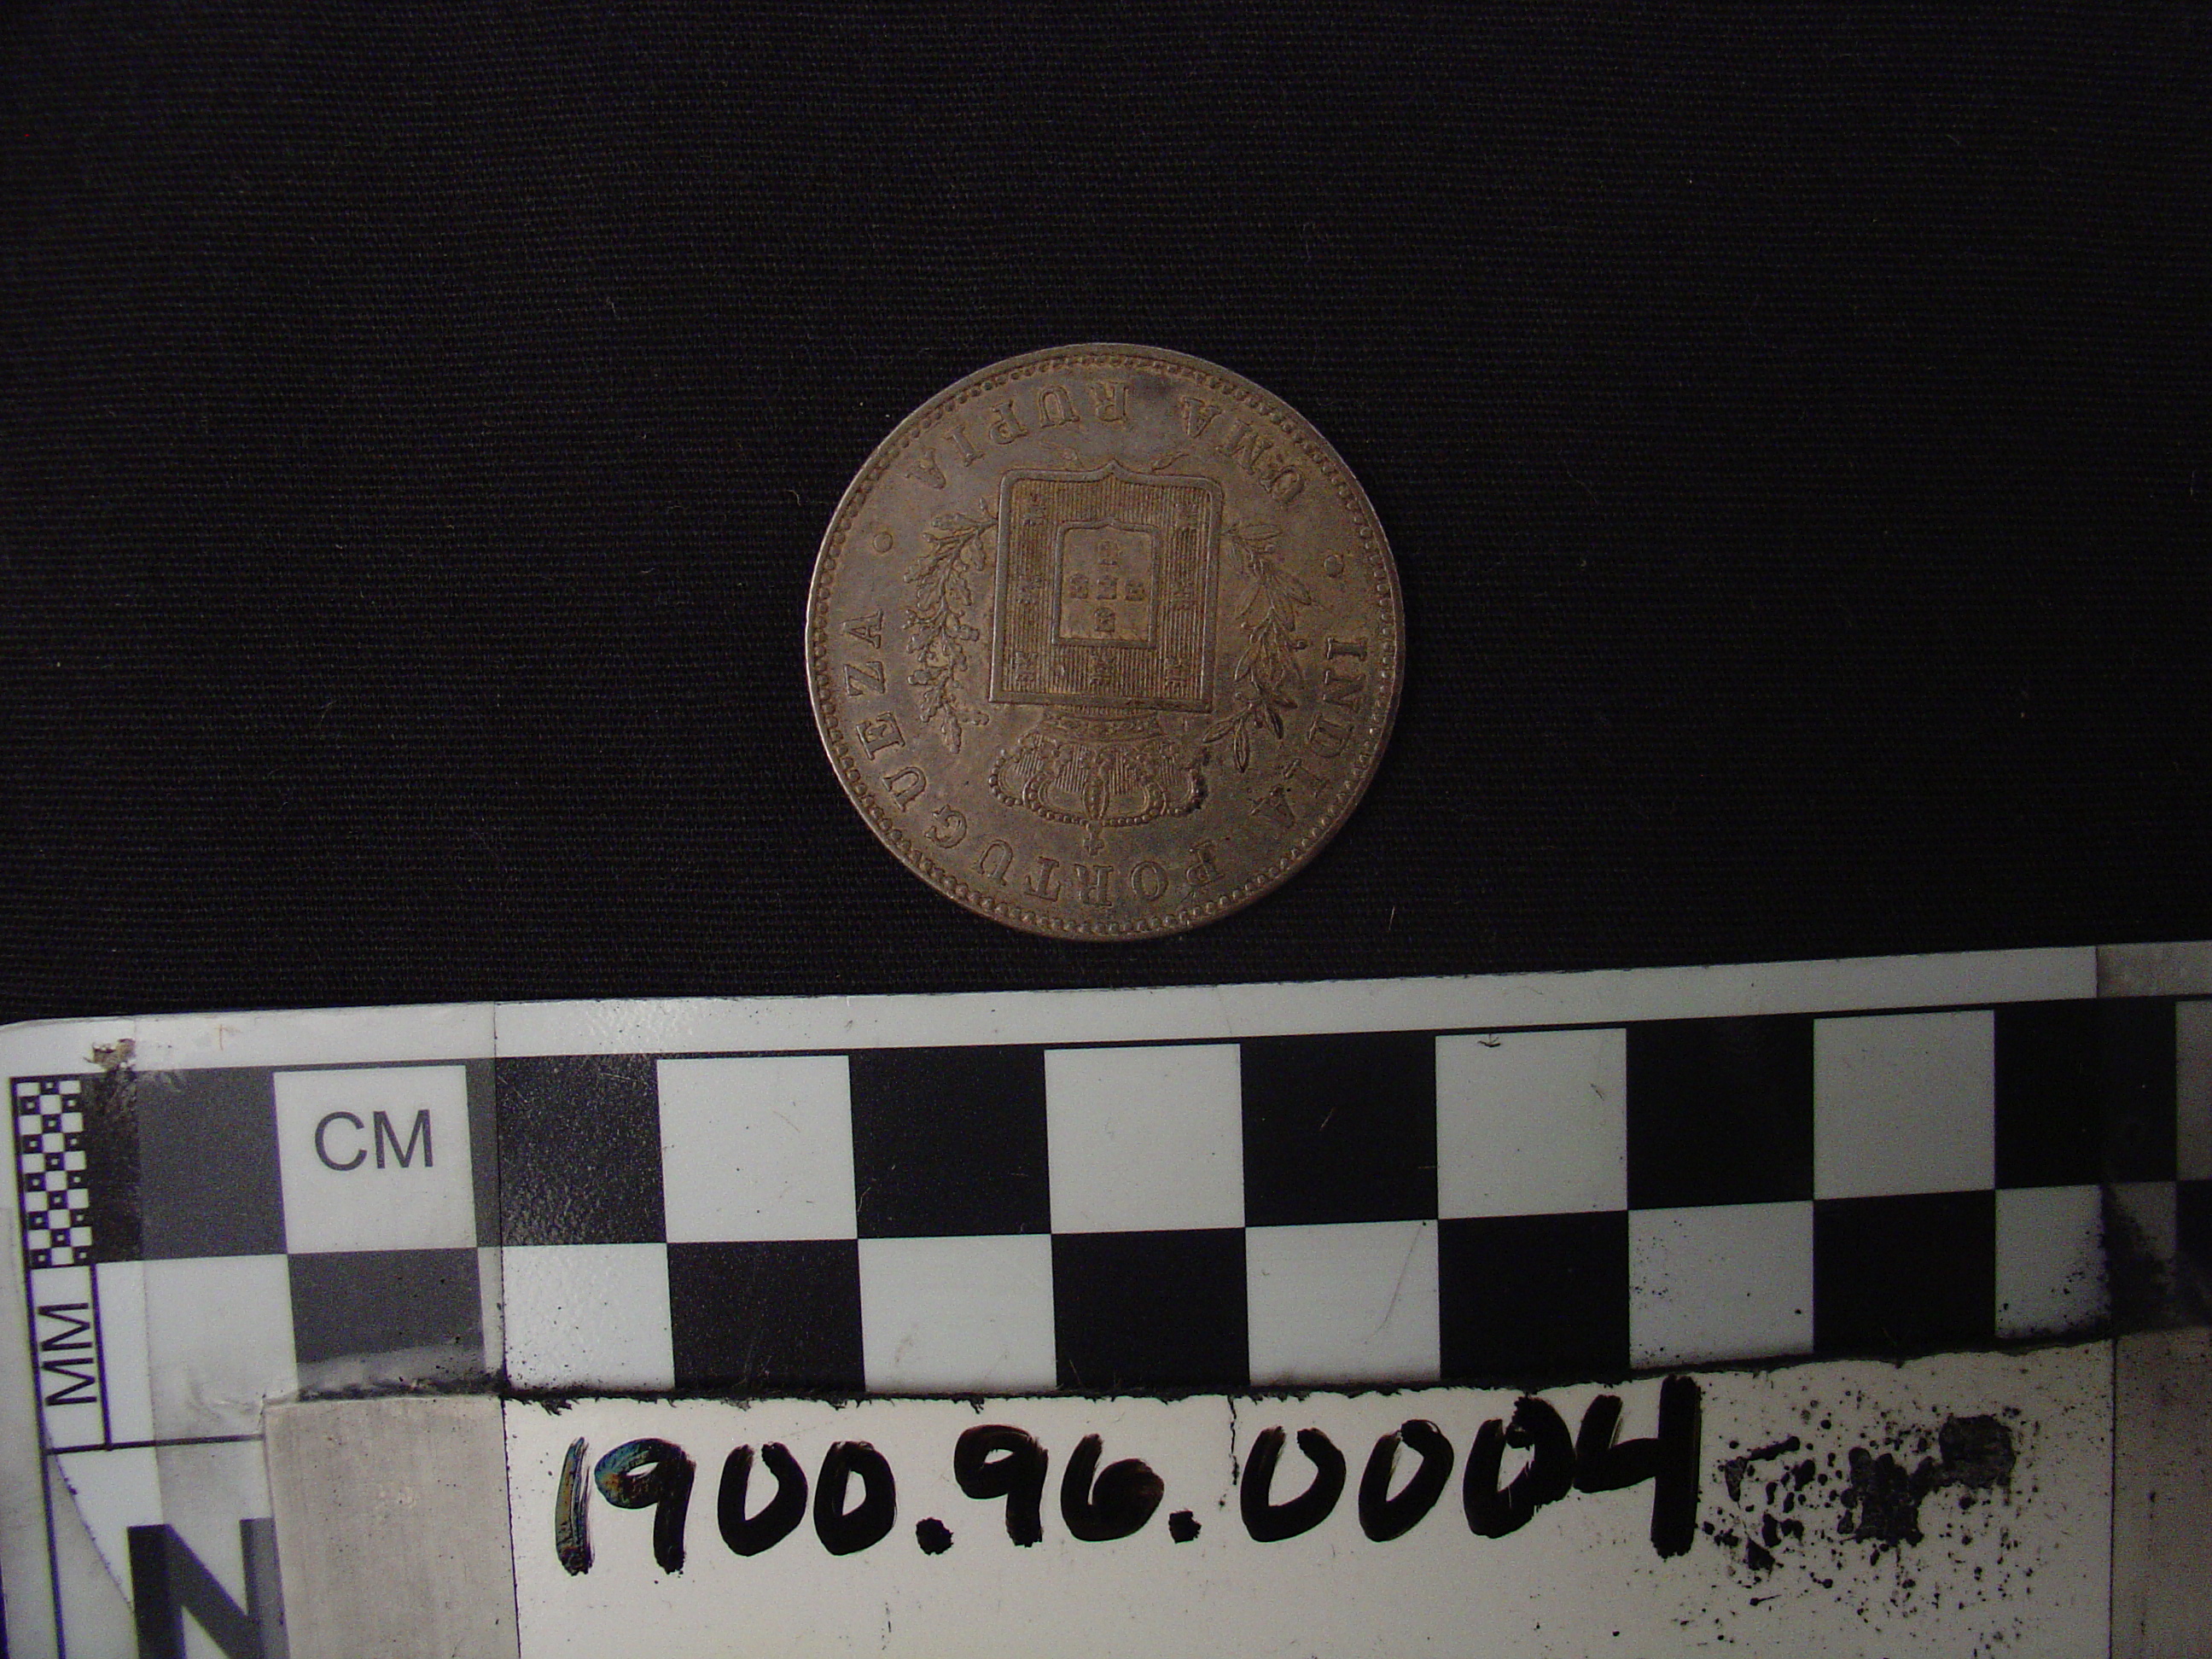 INDIA PORTUGUEZA
UMA RUPIA
CM
MM
N
1900.96.0004